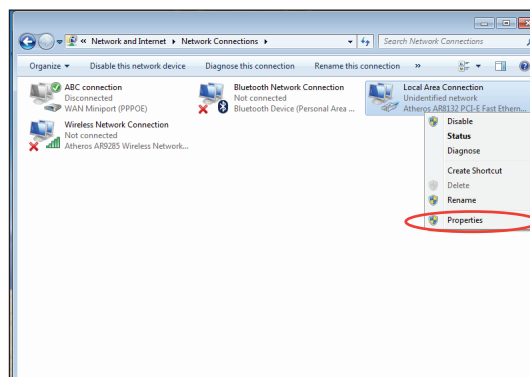 « Network and Internet ▸ Network Connections ▸ Search Network Connections
Organize ▾ Disable this network device Diagnose this connection Rename this connection »
ABC connection
Disconnected
WAN Miniport (PPPOE)
Bluetooth Network Connection
Not connected
Bluetooth Device (Personal Area ...
Local Area Connection
Unidentified network
Atheros AR8132 PCI-E Fast Ethern...
Wireless Network Connection
Not connected
Atheros AR9285 Wireless Network...
Disable
Status
Diagnose
Create Shortcut
Delete
Rename
Properties